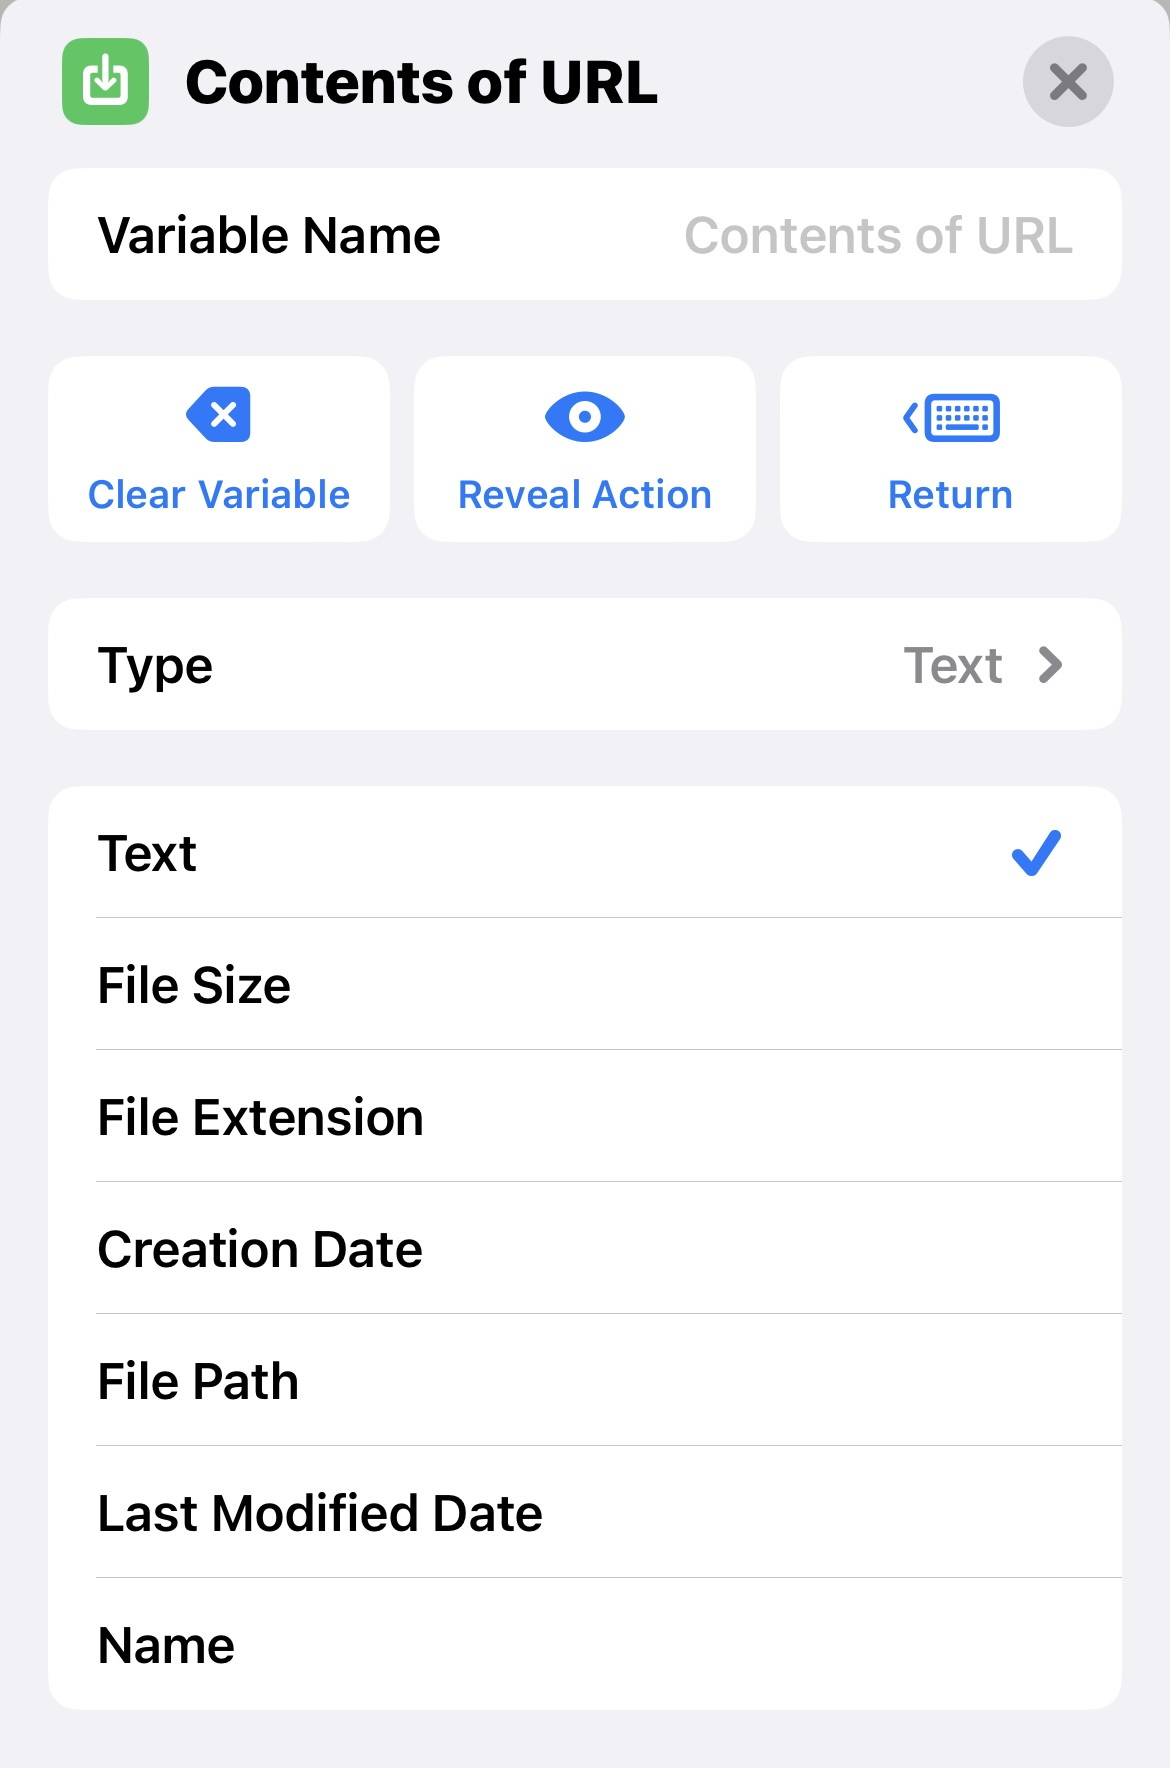 Contents of URL
Variable Name Contents of URL
Clear Variable Reveal Action Return
Type Text
Text
File Size
File Extension
Creation Date
File Path
Last Modified Date
Name